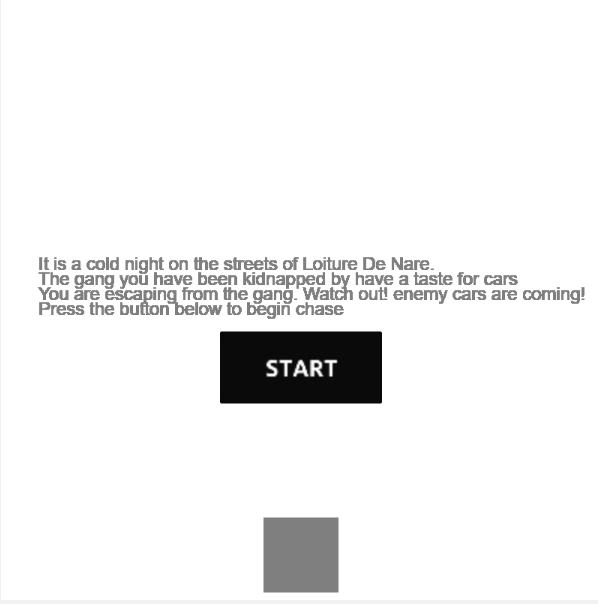 It is a cold night on the streets of Loiture De Nare.
The gang you have been kidnapped by have a taste for cars
You are escaping from the gang. Watch out! enemy cars are coming!
Press the button below to begin chase
START